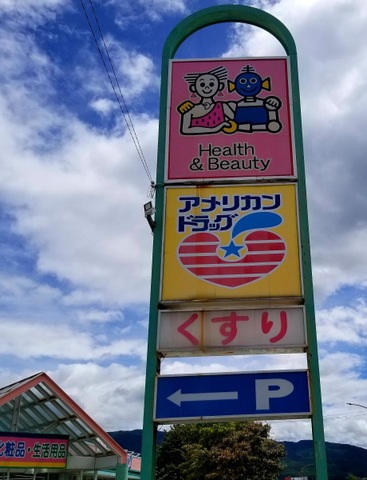 Health
& Beauty
アメリカン
ドラッグ
くすり
P
化粧品・生活用品